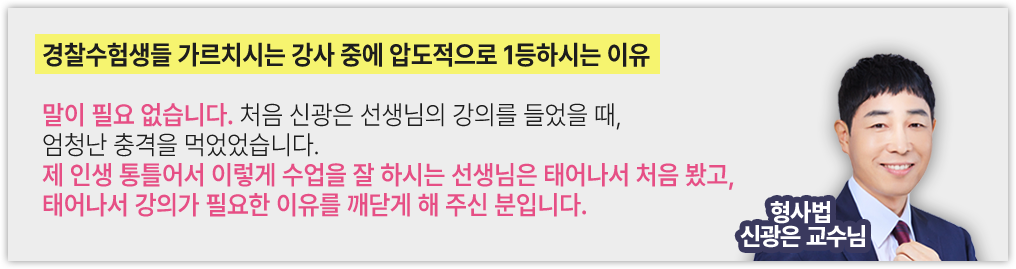 경찰수험생들 가르치시는 강사 중에 압도적으로 1등하시는 이유
말이 필요 없습니다. 처음 신광은 선생님의 강의를 들었을 때,
엄청난 충격을 먹었었습니다.
제 인생 통틀어서 이렇게 수업을 잘 하시는 선생님은 태어나서 처음 봤고,
태어나서 강의가 필요한 이유를 깨닫게 해 주신 분입니다.
형사법
신광은 교수님